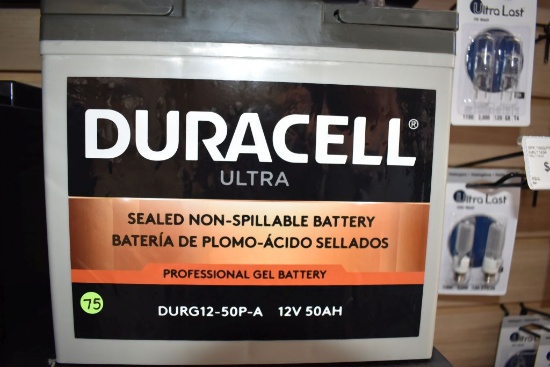 DURACELL®
ULTRA
SEALED NON-SPILLABLE BATTERY
BATERÍA DE PLOMO-ÁCIDO SELLADOS
PROFESSIONAL GEL BATTERY
75
DURG12-50P-A 12V 50AH
Ultra Last
Ultra Last
$